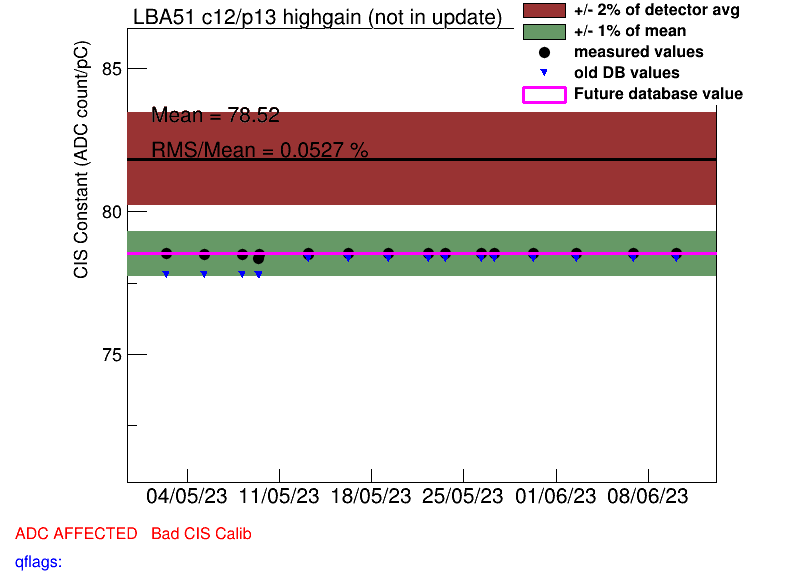 LBA51 c12/p13 highgain (not in update)
+/- 2% of detector avg
+/- 1% of mean
measured values
old DB values
Future database value
CIS Constant (ADC count/pC)
85
80
75
Mean = 78.52
RMS/Mean = 0.0527 %
04/05/23 11/05/23 18/05/23 25/05/23 01/06/23 08/06/23
ADC AFFECTED Bad CIS Calib
qflags: